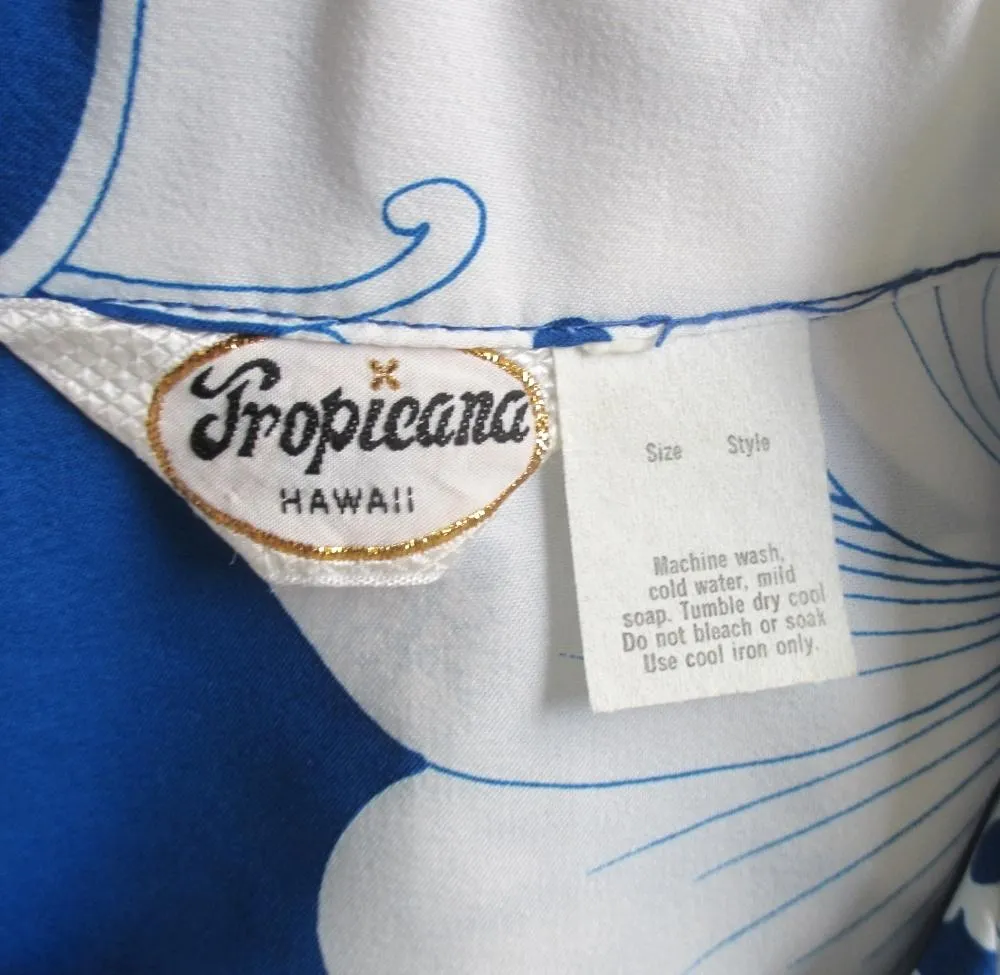 Tropicana
HAWAII
Size Style
Machine wash,
cold water, mild
soap. Tumble dry cool
Do not bleach or soak
Use cool iron only.